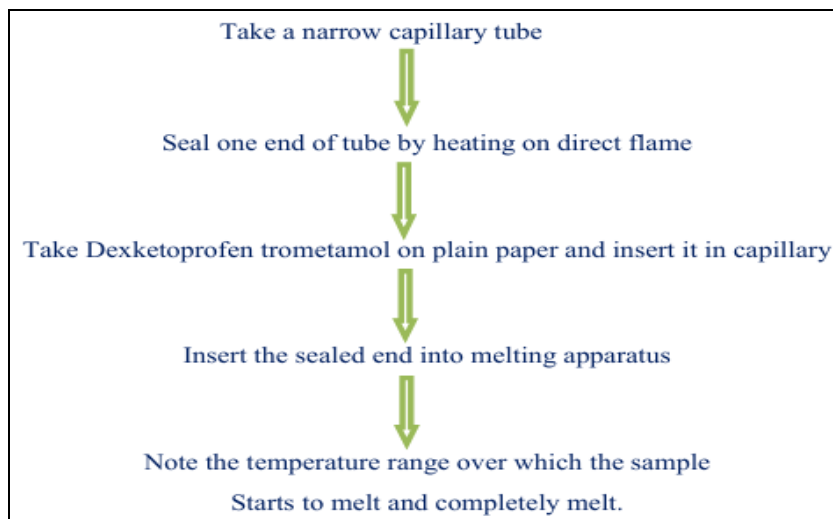 Take a narrow capillary tube
Seal one end of tube by heating on direct flame
Take Dexketoprofen trometamol on plain paper and insert it in capillary
Insert the sealed end into melting apparatus
Note the temperature range over which the sample
Starts to melt and completely melt.